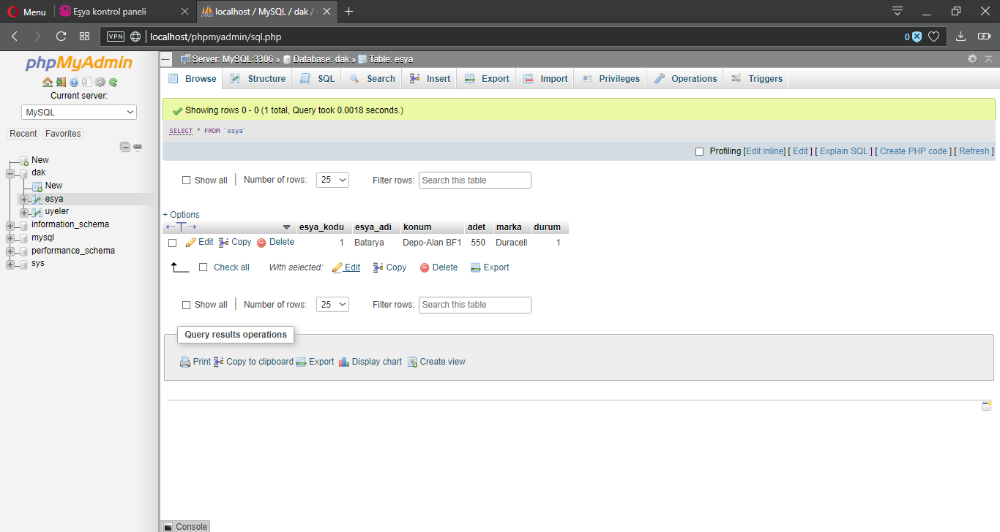 Menu
Eşya kontrol paneli
localhost / MySQL / dak /
VPN
localhost/phpmyadmin/sql.php
0
phpMyAdmin
Current server:
MySQL
Recent Favorites
New
dak
New
esya
uyeler
information_schema
mysql
performance_schema
sys
Server: MySQL:3306 » Database: dak » Table: esya
Browse Structure SQL Search Insert Export Import Privileges Operations Triggers
Showing rows 0 - 0 (1 total, Query took 0.0018 seconds.)
SELECT * FROM `esya`
Profiling [Edit inline] [ Edit ] [ Explain SQL ] [ Create PHP code ] [ Refresh ]
Show all Number of rows: 25 Filter rows: Search this table
+ Options
←T→ esya_kodu esya_adi konum adet marka durum
Edit Copy Delete 1 Batarya Depo-Alan BF1 550 Duracell 1
Check all With selected: Edit Copy Delete Export
Show all Number of rows: 25 Filter rows: Search this table
Query results operations
Print Copy to clipboard Export Display chart Create view
Console